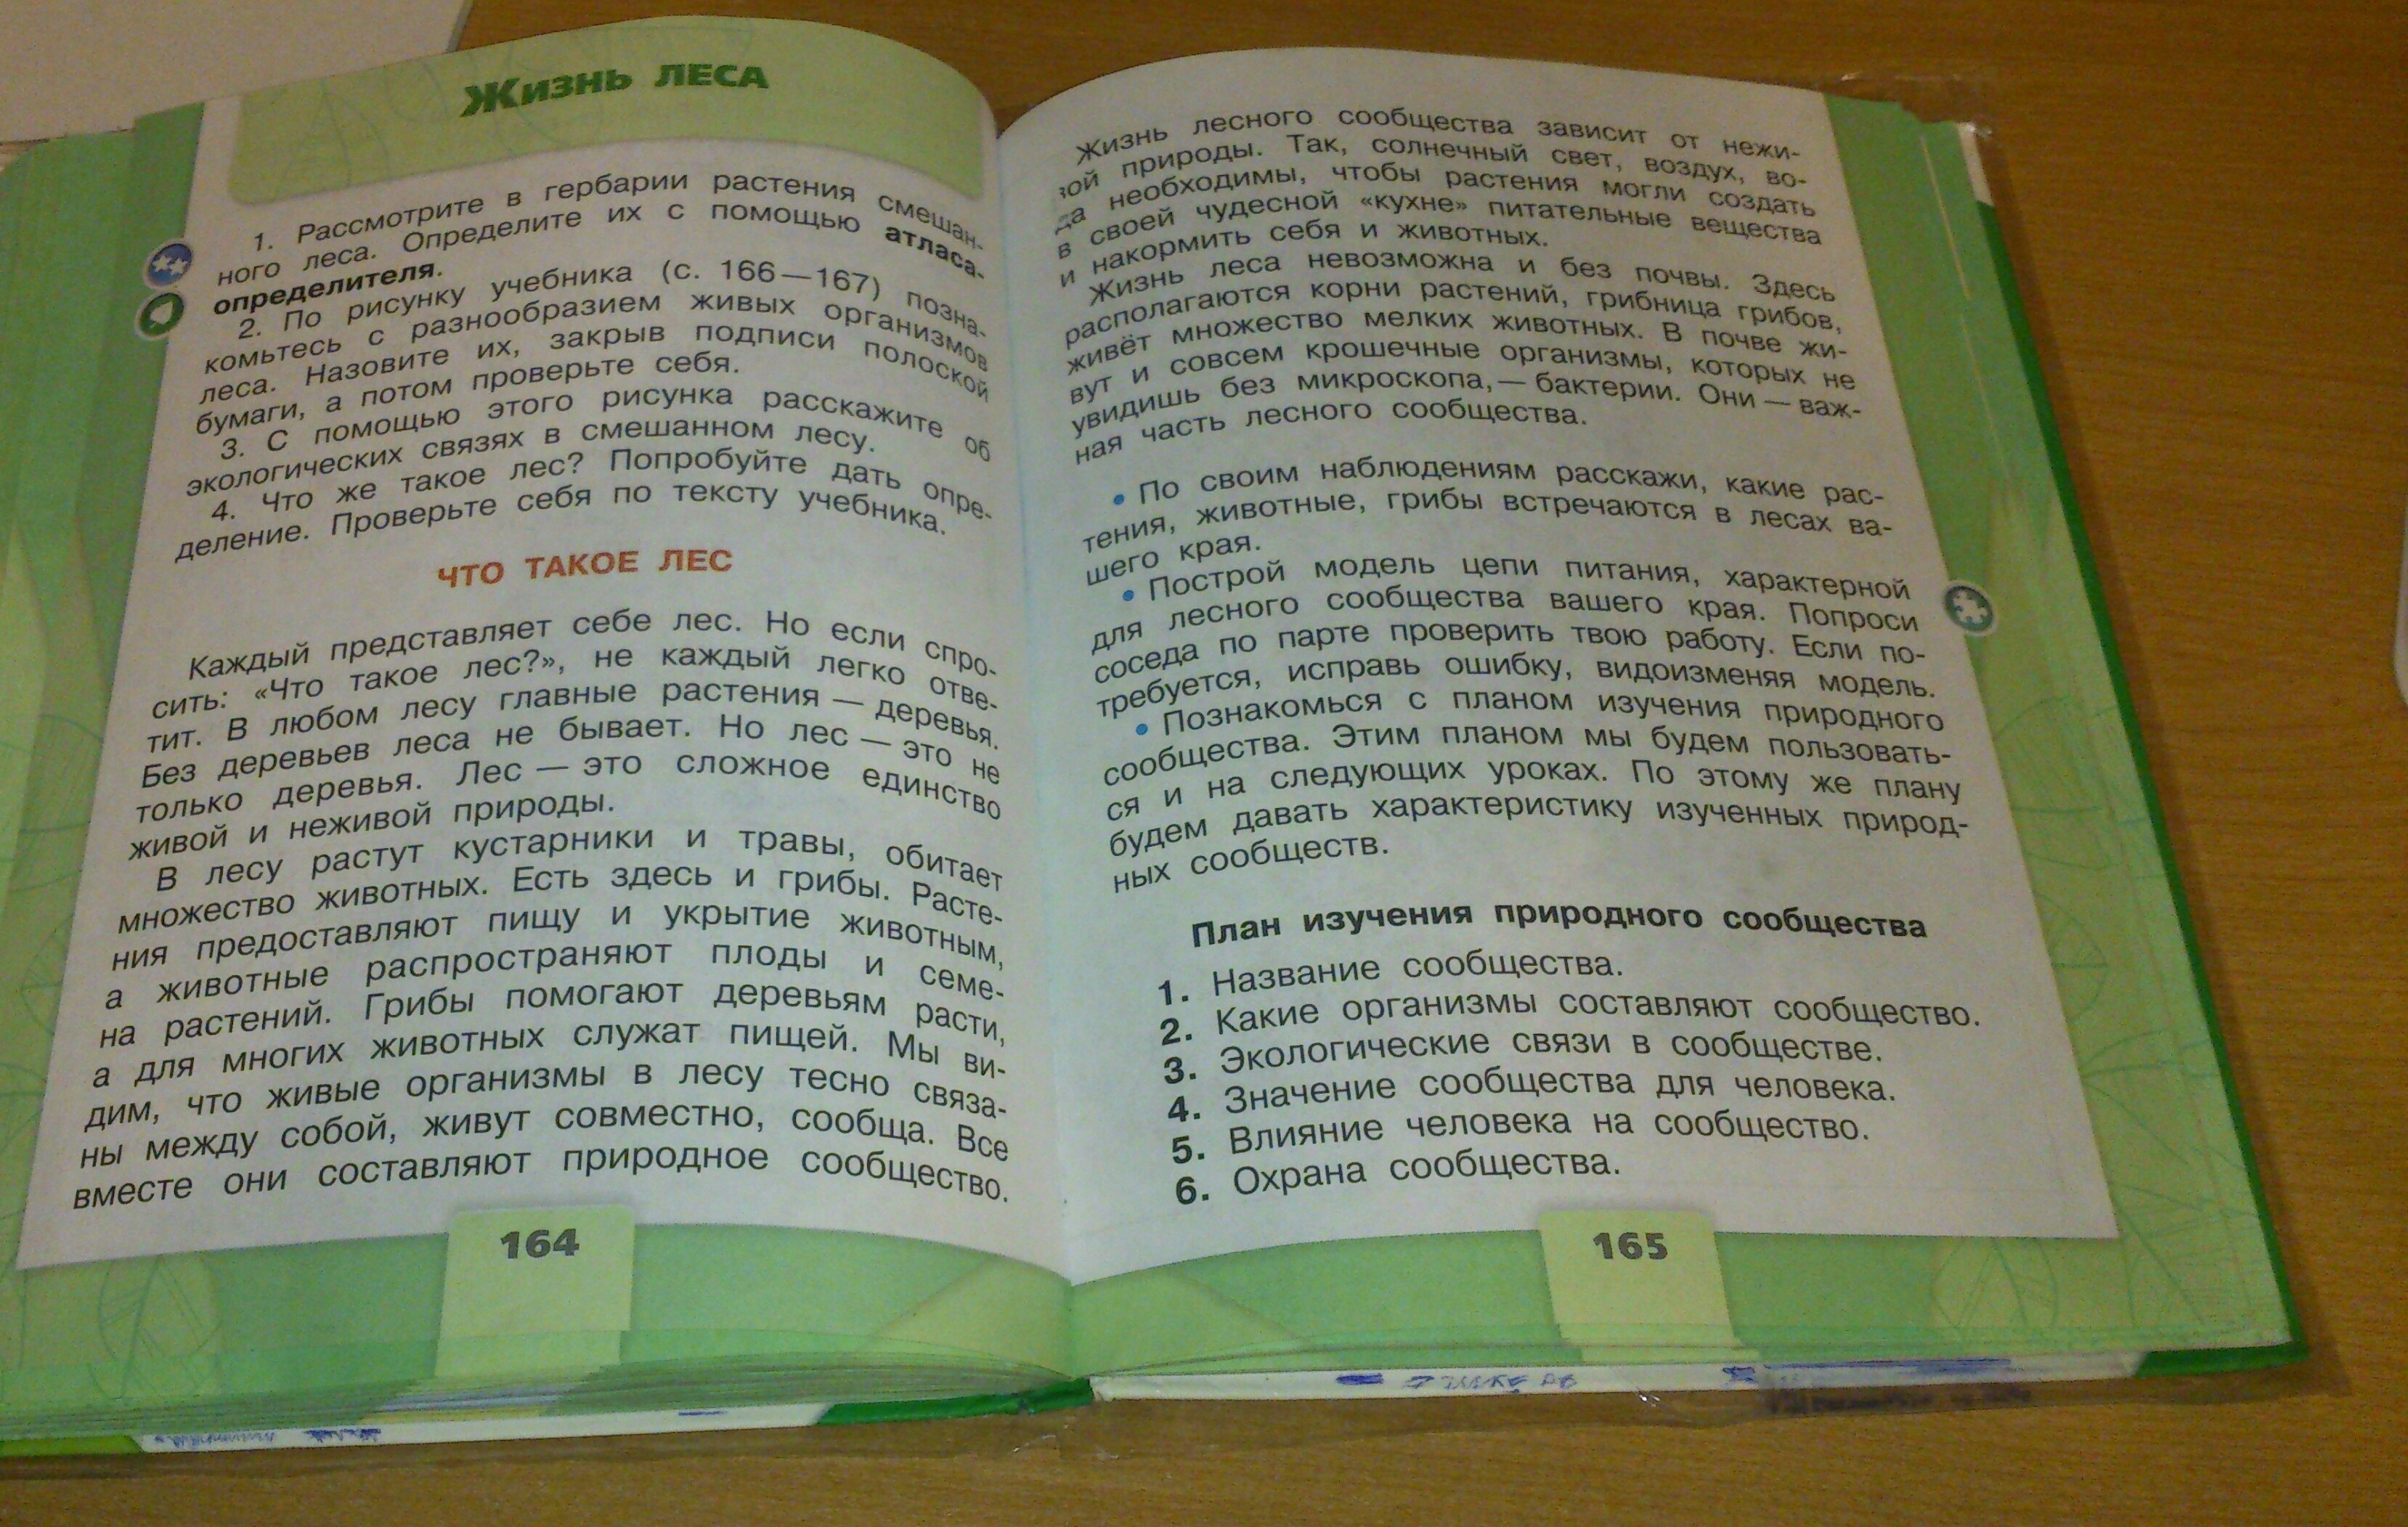 Жизнь леса
1. Рассмотрите в гербарии растения смешан-
ного леса. Определите их с помощью атласа-
определителя.
2. По рисунку учебника (с. 166—167) позна-
комьтесь с разнообразием живых организмов
леса. Назовите их, закрыв подписи полоской
бумаги, а потом проверьте себя.
3. С помощью этого рисунка расскажите об
экологических связях в смешанном лесу.
4. Что же такое лес? Попробуйте дать опре-
деление. Проверьте себя по тексту учебника.
ЧТО ТАКОЕ ЛЕС
Каждый представляет себе лес. Но если спро-
сить: «Что такое лес?», не каждый легко отве-
тит. В любом лесу главные растения — деревья.
Без деревьев леса не бывает. Но лес — это не
только деревья. Лес — это сложное единство
живой и неживой природы.
В лесу растут кустарники и травы, обитает
множество животных. Есть здесь и грибы. Расте-
ния предоставляют пищу и укрытие животным,
а животные распространяют плоды и семе-
на растений. Грибы помогают деревьям расти,
а для многих животных служат пищей. Мы ви-
дим, что живые организмы в лесу тесно связа-
ны между собой, живут совместно, сообща. Все
вместе они составляют природное сообщество.
164
Жизнь лесного сообщества зависит от нежи-
вой природы. Так, солнечный свет, воздух, во-
да необходимы, чтобы растения могли создать
в своей чудесной «кухне» питательные вещества
и накормить себя и животных.
Жизнь леса невозможна и без почвы. Здесь
располагаются корни растений, грибница грибов,
живёт множество мелких животных. В почве жи-
вут и совсем крошечные организмы, которых не
увидишь без микроскопа, — бактерии. Они — важ-
ная часть лесного сообщества.
• По своим наблюдениям расскажи, какие рас-
тения, животные, грибы встречаются в лесах ва-
шего края.
• Построй модель цепи питания, характерной
для лесного сообщества вашего края. Попроси
соседа по парте проверить твою работу. Если по-
требуется, исправь ошибку, видоизменяя модель.
• Познакомься с планом изучения природного
сообщества. Этим планом мы будем пользовать-
ся и на следующих уроках. По этому же плану
будем давать характеристику изученных природ-
ных сообществ.
План изучения природного сообщества
1. Название сообщества.
2. Какие организмы составляют сообщество.
3. Экологические связи в сообществе.
4. Значение сообщества для человека.
5. Влияние человека на сообщество.
6. Охрана сообщества.
165